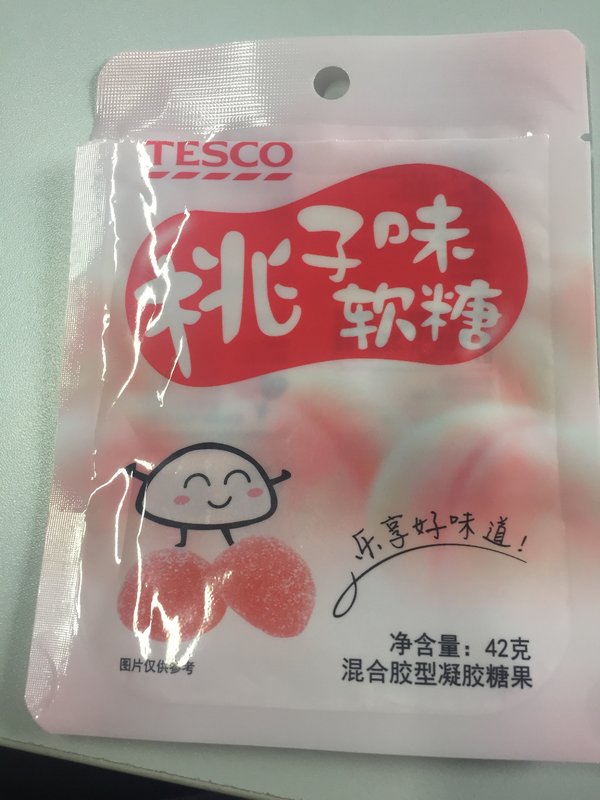 TESCO
桃子味
软糖
乐享好味道!
净含量：42克
混合胶型凝胶糖果
图片仅供参考